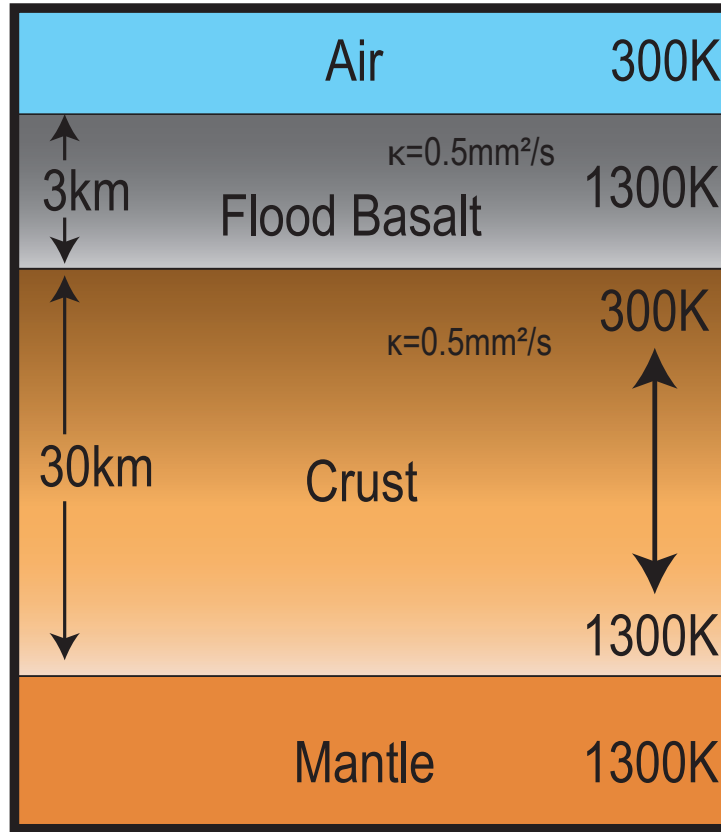 Air 300K
κ=0.5mm²/s
3km
Flood Basalt
1300K
300K
κ=0.5mm²/s
30km
Crust
1300K
Mantle 1300K